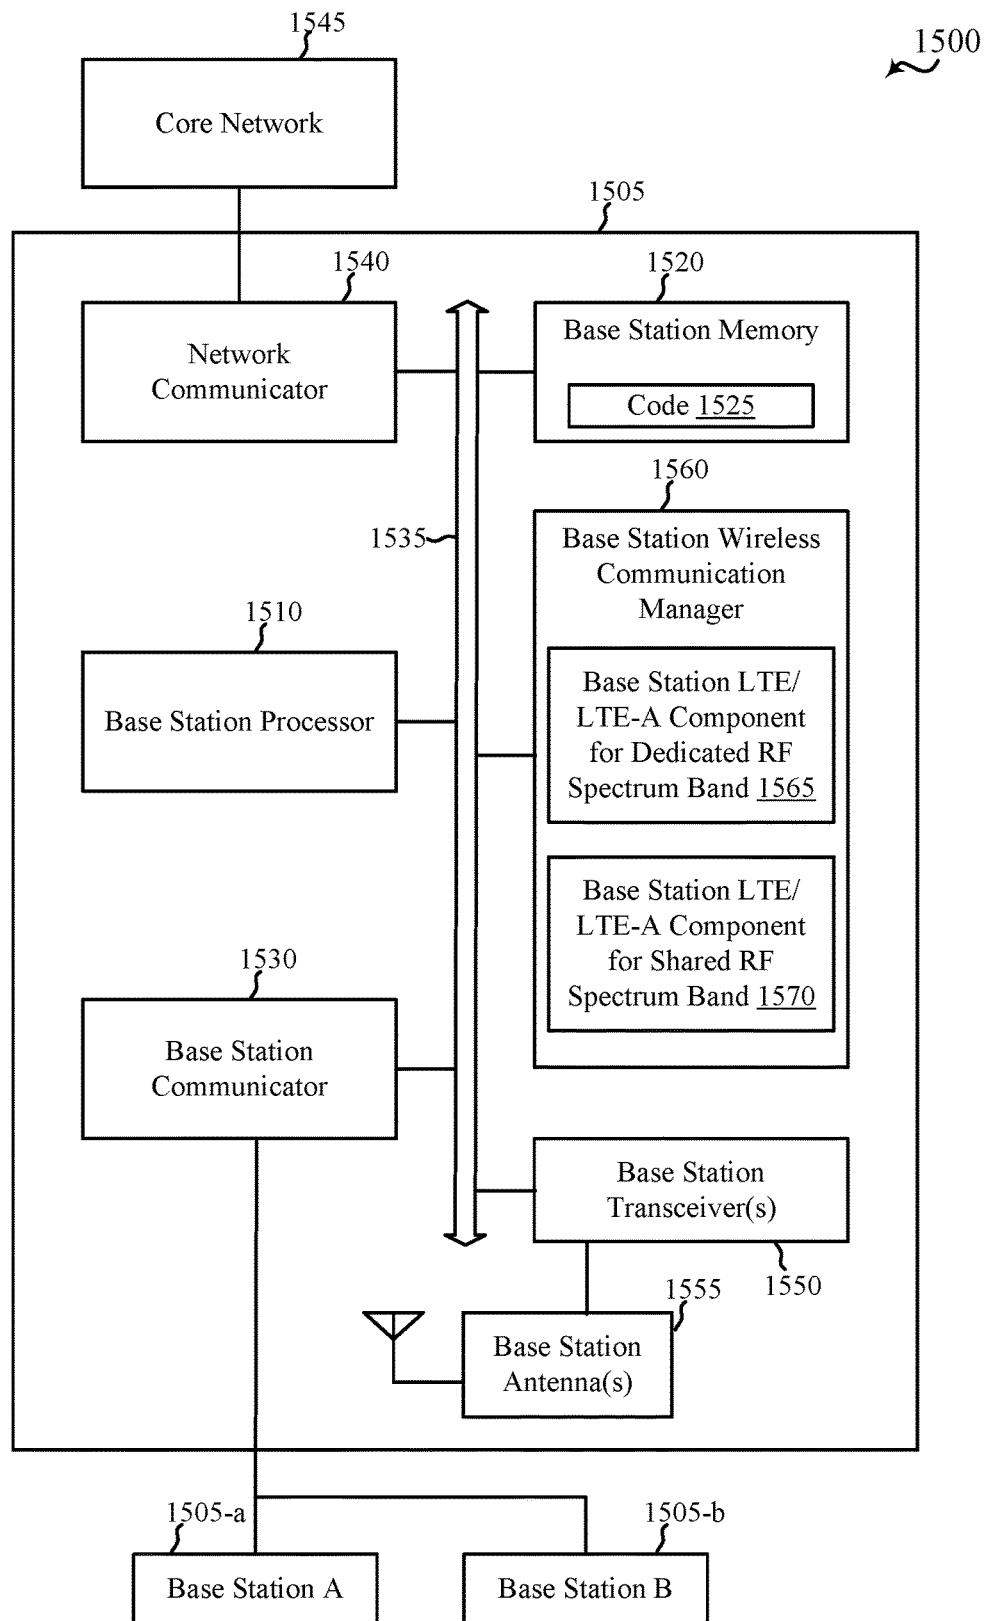 1545
1500
Core Network
1505
1540
1520
Network
Communicator
Base Station Memory
Code 1525
1560
1535
Base Station Wireless
Communication
Manager
1510
Base Station Processor
Base Station LTE/
LTE-A Component
for Dedicated RF
Spectrum Band 1565
Base Station LTE/
LTE-A Component
for Shared RF
Spectrum Band 1570
1530
Base Station
Communicator
Base Station
Transceiver(s)
1550
1555
Base Station
Antenna(s)
1505-a
1505-b
Base Station A
Base Station B